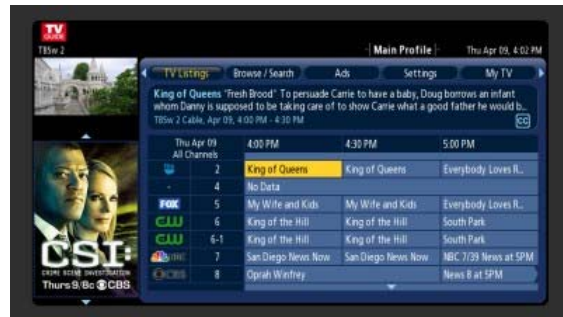 TV
GUIDE
TBSw 2
Main Profile
Thu Apr 09, 4:02 PM
TV Listings Browse / Search Ads Settings My TV
King of Queens "Fresh Brood" To persuade Carrie to have a baby, Doug borrows an infant
whom Danny is supposed to be taking care of to show Carrie what a good father he would b...
TBSw 2 Cable, Apr 09, 4:00 PM - 4:30 PM CC
Thu Apr 09 4:00 PM 4:30 PM 5:00 PM
All Channels
2 King of Queens King of Queens Everybody Loves R...
- 4 No Data
FOX 5 My Wife and Kids My Wife and Kids Everybody Loves R...
CW 6 King of the Hill King of the Hill South Park
CW 6-1 King of the Hill King of the Hill South Park
NBC 7 San Diego News Now San Diego News Now NBC 7/39 News at 5PM
CBS 8 Oprah Winfrey News 8 at 5PM
CSI:
CRIME SCENE INVESTIGATION
Thurs 9/8c CBS